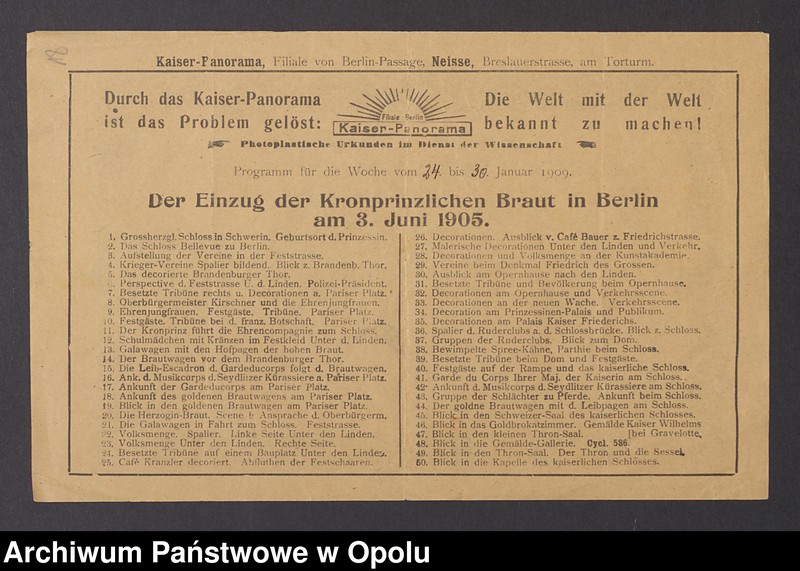 Kaiser-Panorama, Filiale von Berlin-Passage, Neisse, Breslauerstrasse, am Torturm.
Durch das Kaiser-Panorama
ist das Problem gelöst:
Filiale Berlin
Kaiser-Panorama
Die Welt mit der Welt
bekannt zu machen!
Photoplastische Urkunden im Dienst der Wissenschaft
Programm für die Woche vom 24. bis 30. Januar 1909.
Der Einzug der Kronprinzlichen Braut in Berlin
am 3. Juni 1905.
1. Grossherzgl. Schloss in Schwerin. Geburtsort d. Prinzessin.
2. Das Schloss Bellevue zu Berlin.
3. Aufstellung der Vereine in der Feststrasse.
4. Krieger-Vereine Spalier bildend. Blick z. Brandenb. Thor.
5. Das decorierte Brandenburger Thor.
6. Perspective d. Feststrasse U. d. Linden. Polizei-Präsident.
7. Besetzte Tribüne rechts u. Decorationen a. Pariser Platz.
8. Oberbürgermeister Kirschner und die Ehrenjungfrauen.
9. Ehrenjungfrauen. Festgäste. Tribüne. Pariser Platz.
10. Festgäste. Tribüne bei d. franz. Botschaft. Pariser Platz.
11. Der Kronprinz führt die Ehrencompagnie zum Schloss.
12. Schulmädchen mit Kränzen im Festkleid Unter d. Linden.
13. Galawagen mit den Hofpagen der hohen Braut.
14. Der Brautwagen vor dem Brandenburger Thor.
15. Die Leib-Escadron d. Gardeducorps folgt d. Brautwagen.
16. Ank. d. Musikcorps d. Seydlitzer Kürassiere a. Pariser Platz.
17. Ankunft der Gardeducorps am Pariser Platz.
18. Ankunft des goldenen Brautwagens am Pariser Platz.
19. Blick in den goldenen Brautwagen am Pariser Platz.
20. Die Herzogin-Braut. Scene b. Ansprache d. Oberbürgerm.
21. Die Galawagen in Fahrt zum Schloss. Feststrasse.
22. Volksmenge. Spalier. Linke Seite Unter den Linden.
23. Volksmenge Unter den Linden. Rechte Seite.
24. Besetzte Tribüne auf einem Bauplatz Unter den Linden.
25. Café Kranzler decoriert. Abfluthen der Festschaaren.
26. Decorationen. Ausblick v. Café Bauer z. Friedrichstrasse.
27. Malerische Decorationen Unter den Linden und Verkehr.
28. Decorationen und Volksmenge an der Kunstakademie.
29. Vereine beim Denkmal Friedrich des Grossen.
30. Ausblick am Opernhause nach den Linden.
31. Besetzte Tribüne und Bevölkerung beim Opernhause.
32. Decorationen am Opernhause und Verkehrsscene.
33. Decorationen an der neuen Wache. Verkehrsscene.
34. Decoration am Prinzessinen-Palais und Publikum.
35. Decorationen am Palais Kaiser Friederichs.
36. Spalier d. Ruderclubs a. d. Schlossbrücke. Blick z. Schloss.
37. Gruppen der Ruderclubs. Blick zum Dom.
38. Bewimpelte Spree-Kähne, Parthie beim Schloss.
39. Besetzte Tribüne beim Dom und Festgäste.
40. Festgäste auf der Rampe und das kaiserliche Schloss.
41. Garde du Corps Ihrer Maj. der Kaiserin am Schloss.
42. Ankunft d. Musikcorps d. Seydlitzer Kürassiere am Schloss.
43. Gruppe der Schlächter zu Pferde. Ankunft beim Schloss.
44. Der goldne Brautwagen mit d. Leibpagen am Schloss.
45. Blick in den Schweizer-Saal des kaiserlichen Schlosses.
46. Blick in das Goldbrokatzimmer. Gemälde Kaiser Wilhelms
47. Blick in den kleinen Thron-Saal. [bei Gravelotte.
48. Blick in die Gemälde-Gallerie. Cycl. 586.
49. Blick in den Thron-Saal. Der Thron und die Sessel.
50. Blick in die Kapelle des kaiserlichen Schlosses.
Archiwum Państwowe w Opolu